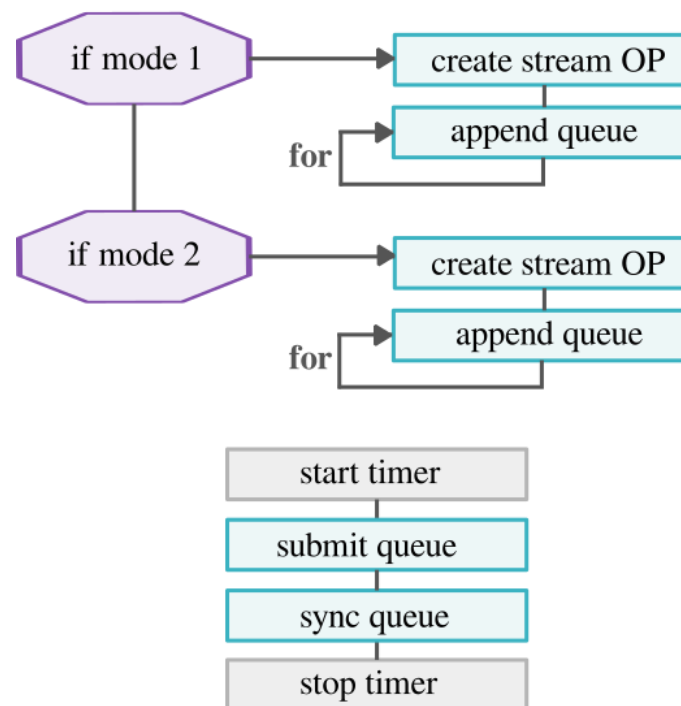 if mode 1
create stream OP
append queue
for
if mode 2
create stream OP
append queue
for
start timer
submit queue
sync queue
stop timer